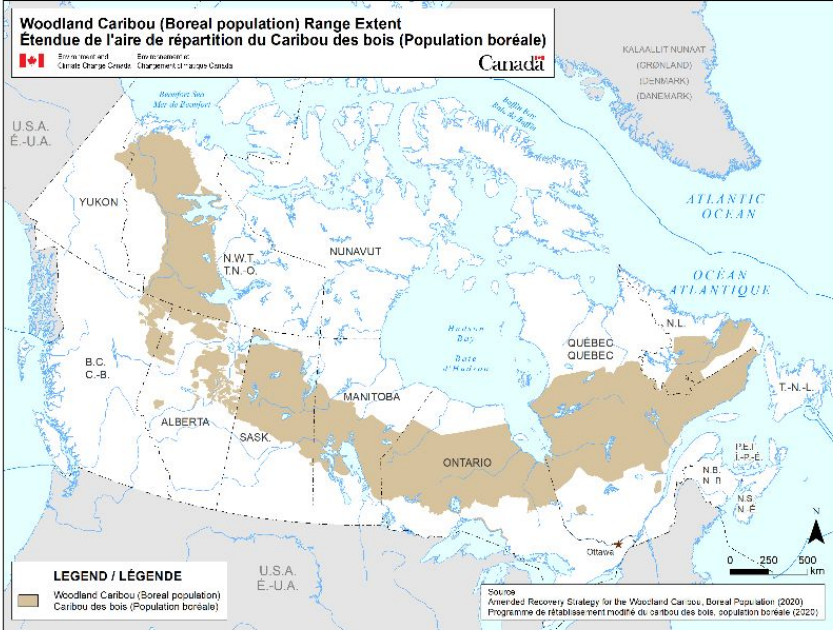 Woodland Caribou (Boreal population) Range Extent
Étendue de l'aire de répartition du Caribou des bois (Population boréale)
Environment and
Climate Change Canada
Environnement et
Changement climatique Canada
Canada
KALAALLIT NUNAAT
(GRØNLAND)
(DENMARK)
(DANEMARK)
Beaufort Sea
Mer de Beaufort
Baffin Bay
Baie de Baffin
U.S.A.
É.-U.A.
YUKON
N.W.T.
T.N.-O.
NUNAVUT
ATLANTIC
OCEAN
OCÉAN
ATLANTIQUE
Hudson
Bay
Baie
d'Hudson
N.L.
QUÉBEC
QUEBEC
B.C.
C.-B.
T.-N.-L.
MANITOBA
ALBERTA
SASK.
ONTARIO
P.E.I
Î.-P.-É.
N.B.
N.S.
N.-É
Ottawa
U.S.A.
É.-U.A.
N
0 250 500
km
LEGEND / LÉGENDE
Woodland Caribou (Boreal population)
Caribou des bois (Population boréale)
Source
Amended Recovery Strategy for the Woodland Caribou, Boreal Population (2020)
Programme de rétablissement modifié du caribou des bois, population boréale (2020)